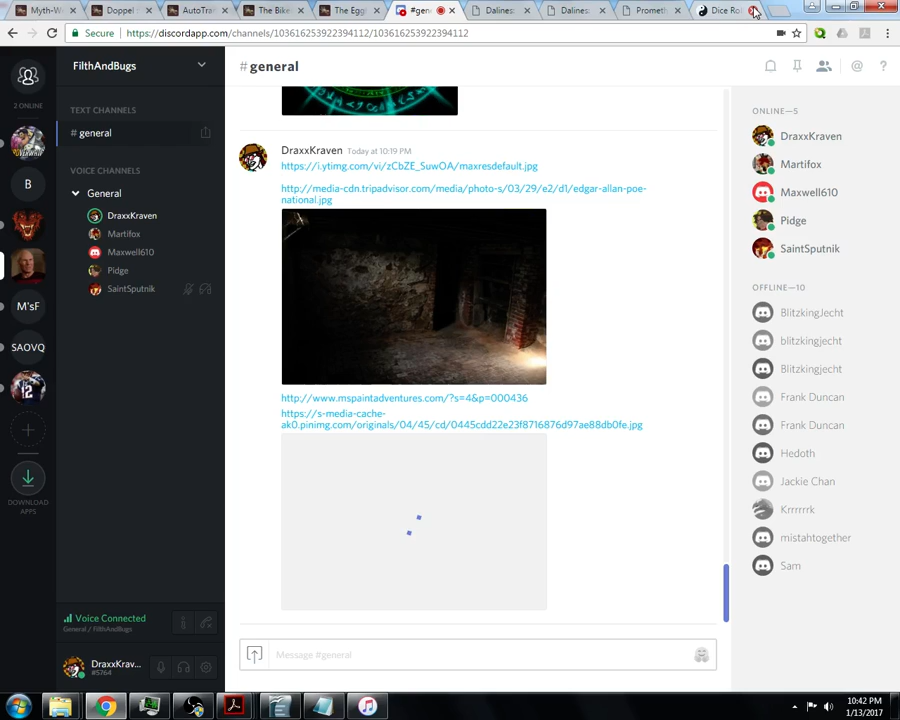 Myth-W
Doppel
AutoTra
The Bike
The Egg
#gen
Daline
Daline
Prometh
Dice Ro
Secure
https://discordapp.com/channels/103616253922394112/103616253922394112
FilthAndBugs
2 ONLINE
TEXT CHANNELS
# general
VOICE CHANNELS
General
DraxxKraven
Martifox
Maxwell610
Pidge
SaintSputnik
B
M'sF
SAOVQ
12
DOWNLOAD
APPS
Voice Connected
General / FilthAndBugs
DraxxKrav...
#5764
#general
DraxxKraven Today at 10:19 PM
https://i.ytimg.com/vi/zCbZE_SuwOA/maxresdefault.jpg
http://media-cdn.tripadvisor.com/media/photo-s/03/29/e2/d1/edgar-allan-poe-
national.jpg
http://www.mspaintadventures.com/?s=4&p=000436
https://s-media-cache-
ak0.pinimg.com/originals/04/45/cd/0445cdd22e23f8716876d97ae88db0fe.jpg
Message #general
ONLINE—5
DraxxKraven
Martifox
Maxwell610
Pidge
SaintSputnik
OFFLINE—10
BlitzkingJecht
blitzkingjecht
Blitzkingjecht
Frank Duncan
Frank Duncan
Hedoth
Jackie Chan
Krrrrrrk
mistahtogether
Sam
10:42 PM
1/13/2017